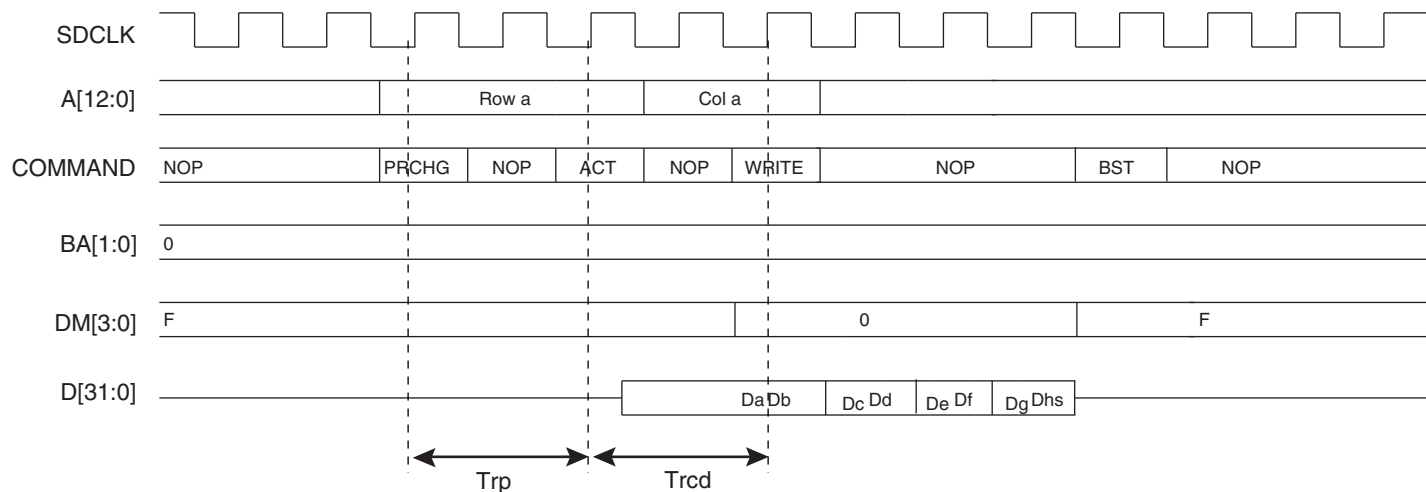 SDCLK
A[12:0] Row a Col a
COMMAND NOP PRCHG NOP ACT NOP WRITE NOP BST NOP
BA[1:0] 0
DM[3:0] F 0 F
D[31:0] Da Db Dc Dd De Df Dg Dhs
Trp Trcd